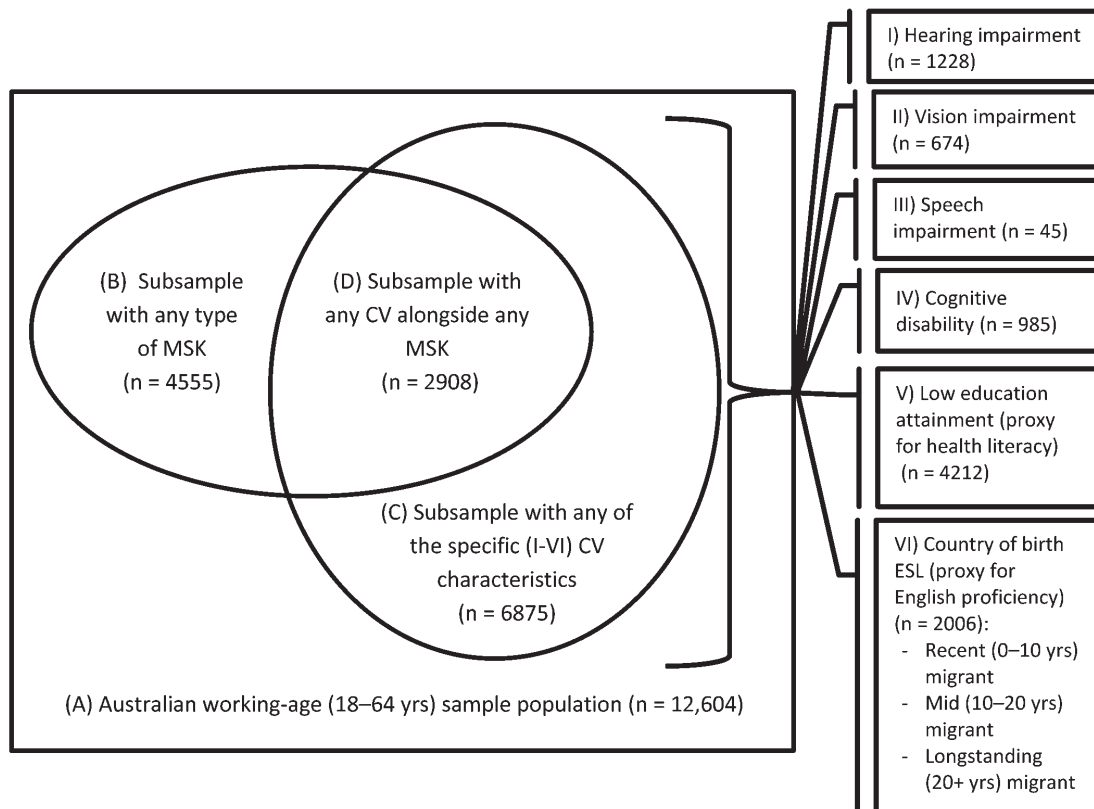 (B) Subsample
with any type
of MSK
(n = 4555)
(D) Subsample with
any CV alongside any
MSK
(n = 2908)
(C) Subsample with any of
the specific (I-VI) CV
characteristics
(n = 6875)
(A) Australian working-age (18–64 yrs) sample population (n = 12,604)
I) Hearing impairment
(n = 1228)
II) Vision impairment
(n = 674)
III) Speech
impairment (n = 45)
IV) Cognitive
disability (n = 985)
V) Low education
attainment (proxy
for health literacy)
(n = 4212)
VI) Country of birth
ESL (proxy for
English proficiency)
(n = 2006):
- Recent (0–10 yrs)
migrant
- Mid (10–20 yrs)
migrant
- Longstanding
(20+ yrs) migrant